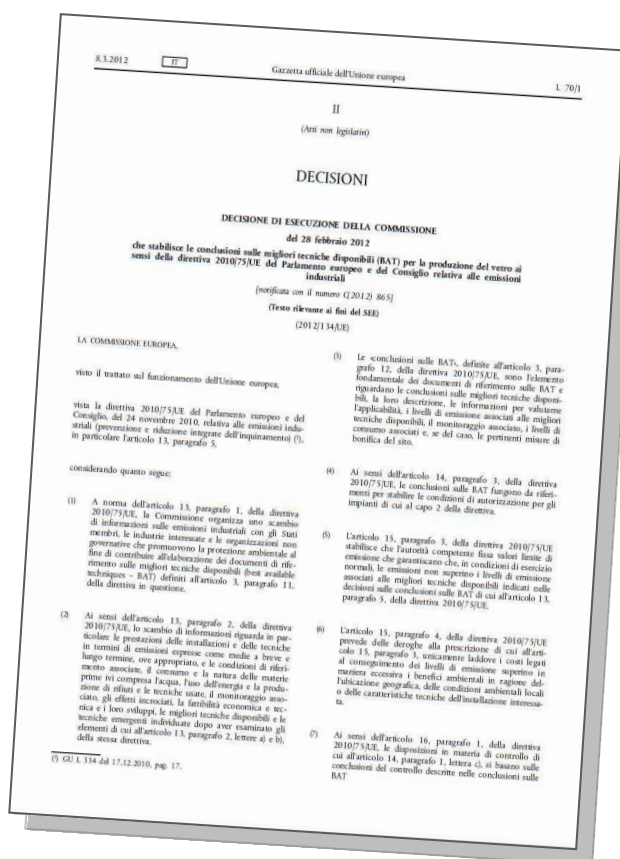 8.3.2012
IT
Gazzetta ufficiale dell'Unione europea
L 70/1
II
(Atti non legislativi)
DECISIONI
DECISIONE DI ESECUZIONE DELLA COMMISSIONE
del 28 febbraio 2012
che stabilisce le conclusioni sulle migliori tecniche disponibili (BAT) per la produzione del vetro ai
sensi della direttiva 2010/75/UE del Parlamento europeo e del Consiglio relativa alle emissioni
industriali
[notificata con il numero C(2012) 865]
(Testo rilevante ai fini del SEE)
(2012/134/UE)
LA COMMISSIONE EUROPEA,
visto il trattato sul funzionamento dell'Unione europea,
vista la direttiva 2010/75/UE del Parlamento europeo e del
Consiglio, del 24 novembre 2010, relativa alle emissioni indu-
striali (prevenzione e riduzione integrate dell'inquinamento) (¹),
in particolare l'articolo 13, paragrafo 5,
considerando quanto segue:
(1) A norma dell'articolo 13, paragrafo 1, della direttiva
2010/75/UE, la Commissione organizza uno scambio
di informazioni sulle emissioni industriali con gli Stati
membri, le industrie interessate e le organizzazioni non
governative che promuovono la protezione ambientale al
fine di contribuire all'elaborazione dei documenti di rife-
rimento sulle migliori tecniche disponibili (best available
techniques – BAT) definiti all'articolo 3, paragrafo 11,
della direttiva in questione.
(2) Ai sensi dell'articolo 13, paragrafo 2, della direttiva
2010/75/UE, lo scambio di informazioni riguarda in par-
ticolare le prestazioni delle installazioni e delle tecniche
in termini di emissioni espresse come medie a breve e
lungo termine, ove appropriato, e le condizioni di riferi-
mento associate, il consumo e la natura delle materie
prime ivi compresa l'acqua, l'uso dell'energia e la produ-
zione di rifiuti e le tecniche usate, il monitoraggio asso-
ciato, gli effetti incrociati, la fattibilità economica e tec-
nica e i loro sviluppi, le migliori tecniche disponibili e le
tecniche emergenti individuate dopo aver esaminato gli
elementi di cui all'articolo 13, paragrafo 2, lettere a) e b),
della stessa direttiva.
(¹) GU L 334 del 17.12.2010, pag. 17.
(3) Le «conclusioni sulle BAT», definite all'articolo 3, para-
grafo 12, della direttiva 2010/75/UE, sono l'elemento
fondamentale dei documenti di riferimento sulle BAT e
riguardano le conclusioni sulle migliori tecniche disponi-
bili, la loro descrizione, le informazioni per valutarne
l'applicabilità, i livelli di emissione associati alle migliori
tecniche disponibili, il monitoraggio associato, i livelli di
consumo associati e, se del caso, le pertinenti misure di
bonifica del sito.
(4) Ai sensi dell'articolo 14, paragrafo 3, della direttiva
2010/75/UE, le conclusioni sulle BAT fungono da riferi-
menti per stabilire le condizioni di autorizzazione per gli
impianti di cui al capo 2 della direttiva.
(5) L'articolo 15, paragrafo 3, della direttiva 2010/75/UE
stabilisce che l'autorità competente fissa valori limite di
emissione che garantiscano che, in condizioni di esercizio
normali, le emissioni non superino i livelli di emissione
associati alle migliori tecniche disponibili indicati nelle
decisioni sulle conclusioni sulle BAT di cui all'articolo 13,
paragrafo 5, della direttiva 2010/75/UE.
(6) L'articolo 15, paragrafo 4, della direttiva 2010/75/UE
prevede delle deroghe alla prescrizione di cui all'arti-
colo 15, paragrafo 3, unicamente laddove i costi legati
al conseguimento dei livelli di emissione superino in
maniera eccessiva i benefici ambientali in ragione del-
l'ubicazione geografica, delle condizioni ambientali locali
o delle caratteristiche tecniche dell'installazione interessa-
ta.
(7) Ai sensi dell'articolo 16, paragrafo 1, della direttiva
2010/75/UE, le disposizioni in materia di controllo di
cui all'articolo 14, paragrafo 1, lettera c), si basano sulle
conclusioni del controllo descritte nelle conclusioni sulle
BAT